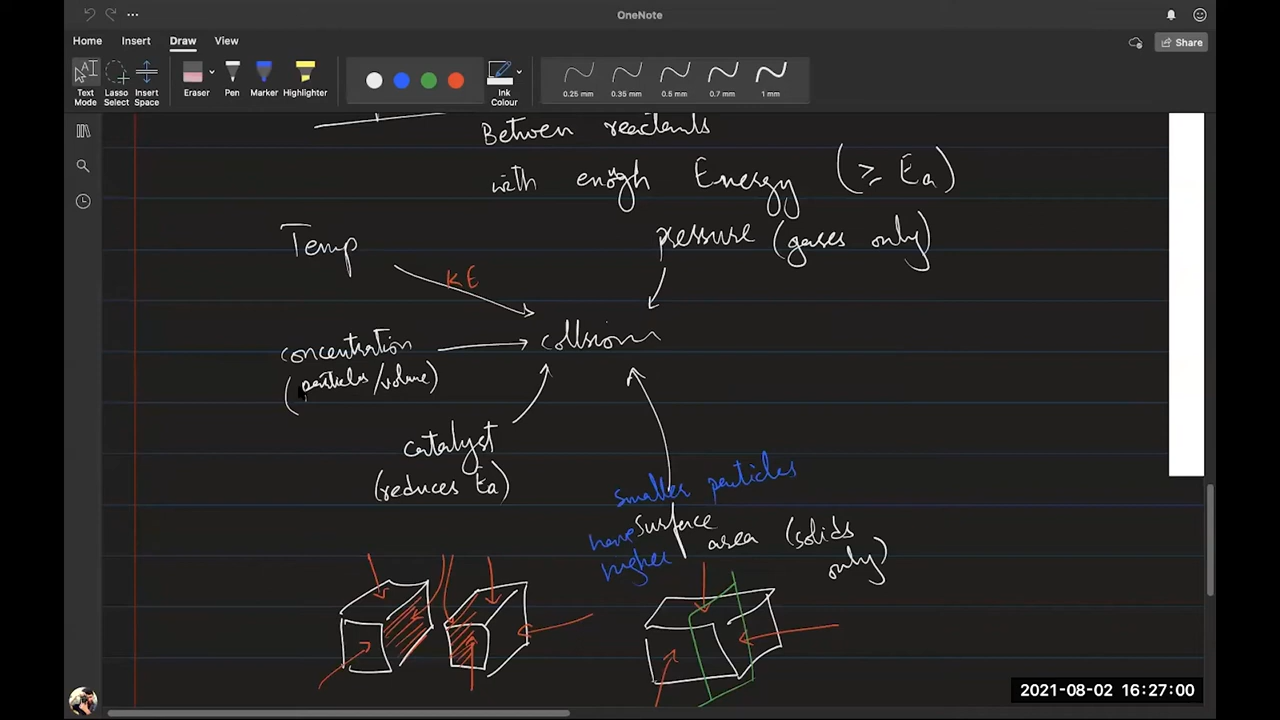 OneNote
Home Insert Draw View
Share
Text Mode
Lasso Select
Insert Space
Eraser
Pen
Marker
Highlighter
Ink Colour
0.25 mm
0.35 mm
0.5 mm
0.7 mm
1 mm
Between reactants
with enough Energy (≥ Ea)
Temp
pressure (gases only)
KE
concentration
(particles/volume)
collision
catalyst
(reduces Ea)
smaller particles
have higher
Surface area (solids only)
2021-08-02 16:27:00